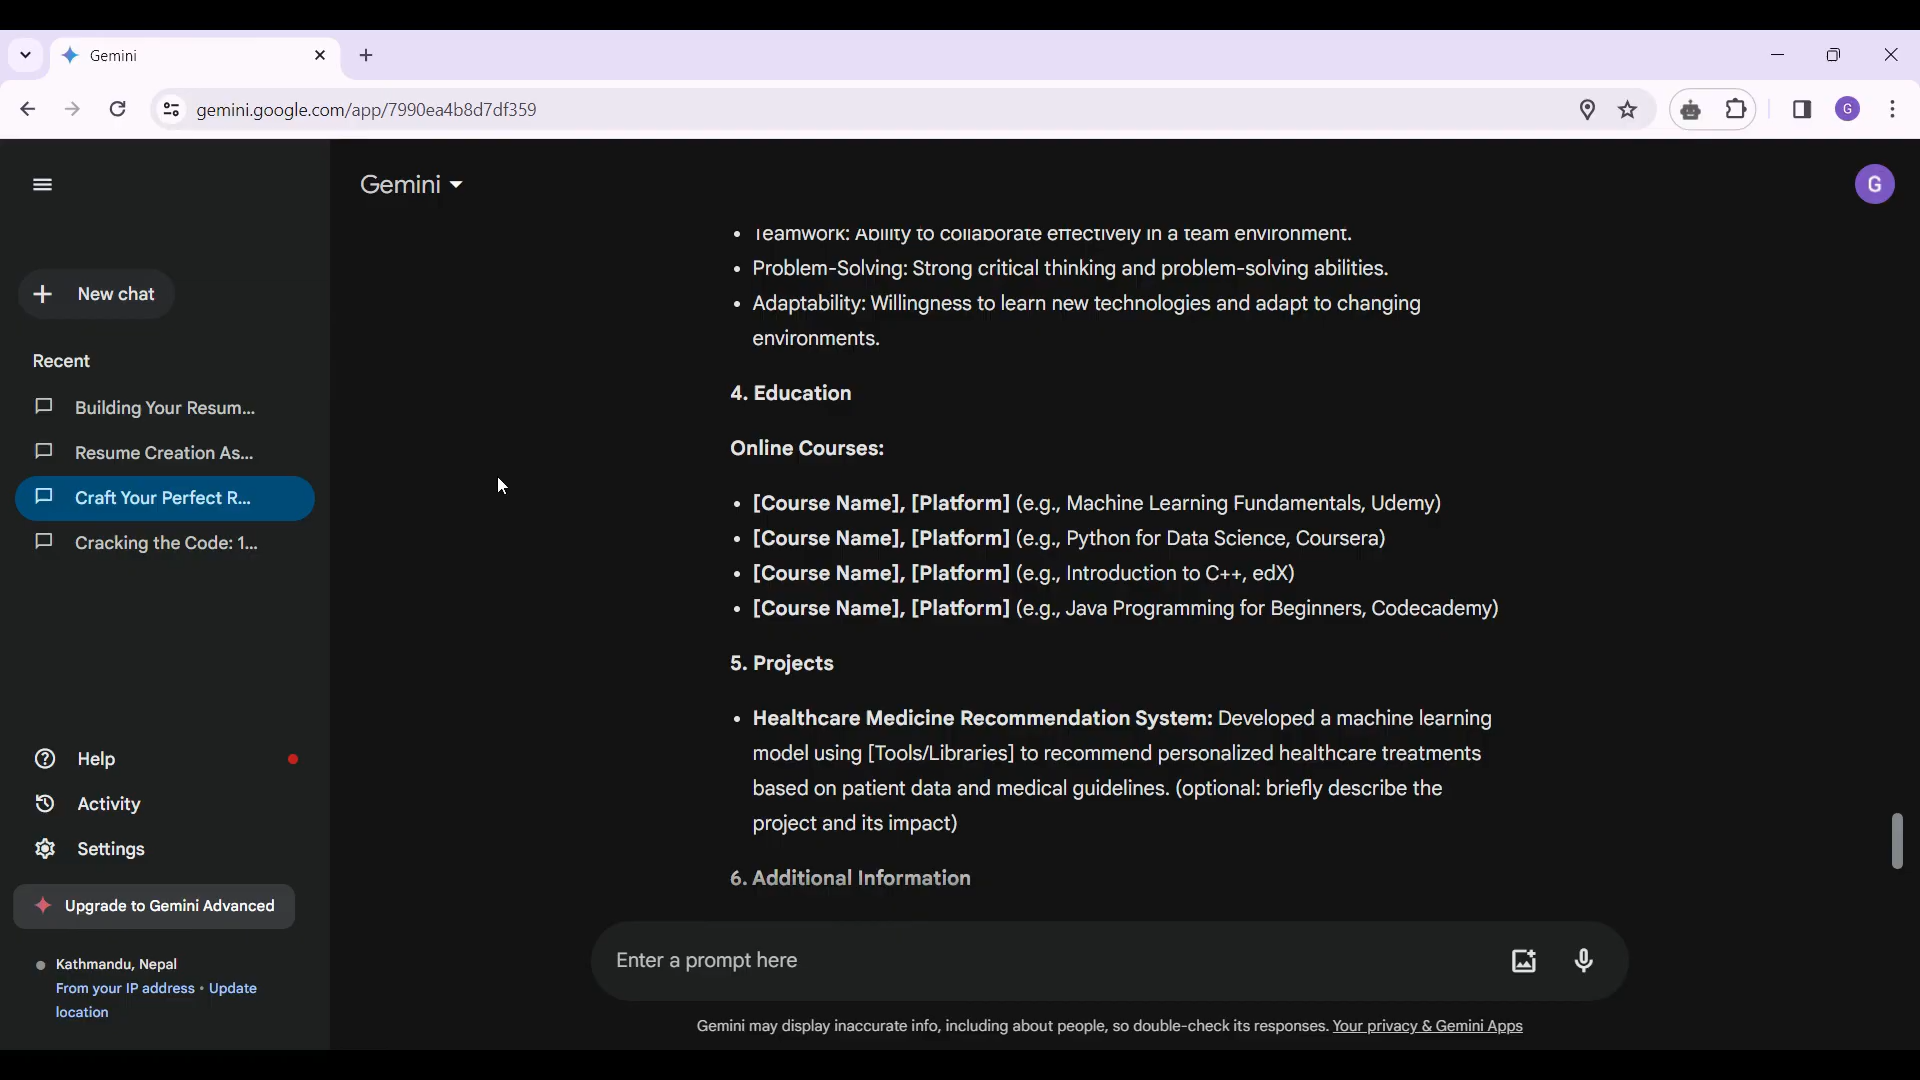 Gemini
gemini.google.com/app/7990ea4b8d7df359
G
Gemini
G
New chat
Recent
Building Your Resum...
Resume Creation As...
Craft Your Perfect R...
Cracking the Code: 1...
Help
Activity
Settings
Upgrade to Gemini Advanced
Kathmandu, Nepal
From your IP address • Update
location
• Teamwork: Ability to collaborate effectively in a team environment.
• Problem-Solving: Strong critical thinking and problem-solving abilities.
• Adaptability: Willingness to learn new technologies and adapt to changing
environments.
4. Education
Online Courses:
• [Course Name], [Platform] (e.g., Machine Learning Fundamentals, Udemy)
• [Course Name], [Platform] (e.g., Python for Data Science, Coursera)
• [Course Name], [Platform] (e.g., Introduction to C++, edX)
• [Course Name], [Platform] (e.g., Java Programming for Beginners, Codecademy)
5. Projects
• Healthcare Medicine Recommendation System: Developed a machine learning
model using [Tools/Libraries] to recommend personalized healthcare treatments
based on patient data and medical guidelines. (optional: briefly describe the
project and its impact)
6. Additional Information
Enter a prompt here
Gemini may display inaccurate info, including about people, so double-check its responses. Your privacy & Gemini Apps